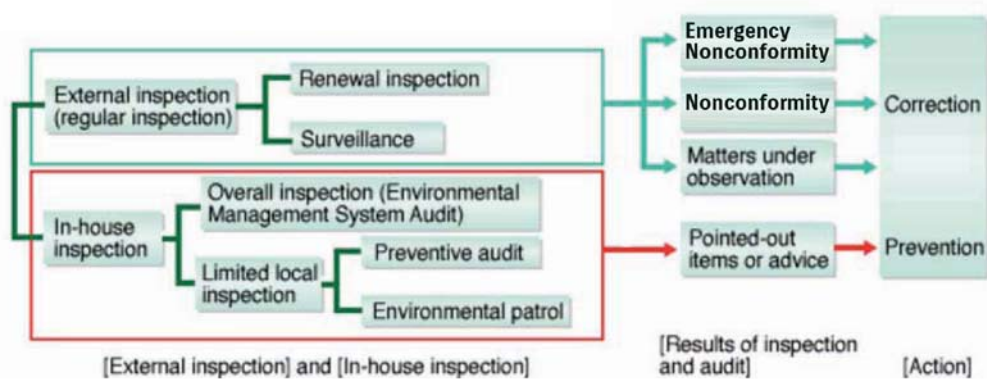 External inspection
(regular inspection)
Renewal inspection
Surveillance
In-house
inspection
Overall inspection (Environmental
Management System Audit)
Limited local
inspection
Preventive audit
Environmental patrol
[External inspection] and [In-house inspection]
Emergency
Nonconformity
Nonconformity
Matters under
observation
Pointed-out
items or advice
[Results of inspection
and audit]
Correction
Prevention
[Action]